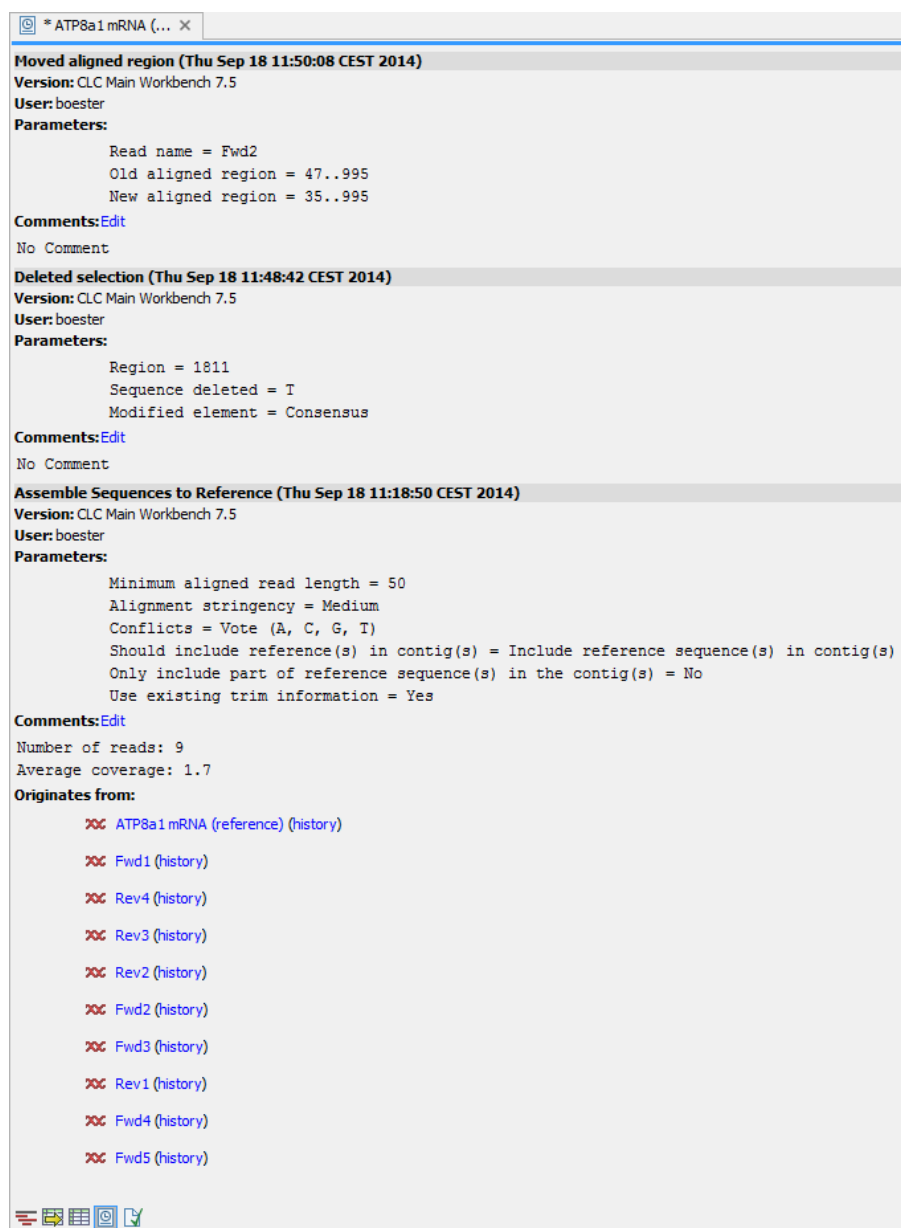 * ATP8a1 mRNA (... ×
Moved aligned region (Thu Sep 18 11:50:08 CEST 2014)
Version: CLC Main Workbench 7.5
User: boester
Parameters:
Read name = Fwd2
Old aligned region = 47..995
New aligned region = 35..995
Comments:Edit
No Comment
Deleted selection (Thu Sep 18 11:48:42 CEST 2014)
Version: CLC Main Workbench 7.5
User: boester
Parameters:
Region = 1811
Sequence deleted = T
Modified element = Consensus
Comments:Edit
No Comment
Assemble Sequences to Reference (Thu Sep 18 11:18:50 CEST 2014)
Version: CLC Main Workbench 7.5
User: boester
Parameters:
Minimum aligned read length = 50
Alignment stringency = Medium
Conflicts = Vote (A, C, G, T)
Should include reference(s) in contig(s) = Include reference sequence(s) in contig(s)
Only include part of reference sequence(s) in the contig(s) = No
Use existing trim information = Yes
Comments:Edit
Number of reads: 9
Average coverage: 1.7
Originates from:
ATP8a1 mRNA (reference) (history)
Fwd1 (history)
Rev4 (history)
Rev3 (history)
Rev2 (history)
Fwd2 (history)
Fwd3 (history)
Rev1 (history)
Fwd4 (history)
Fwd5 (history)